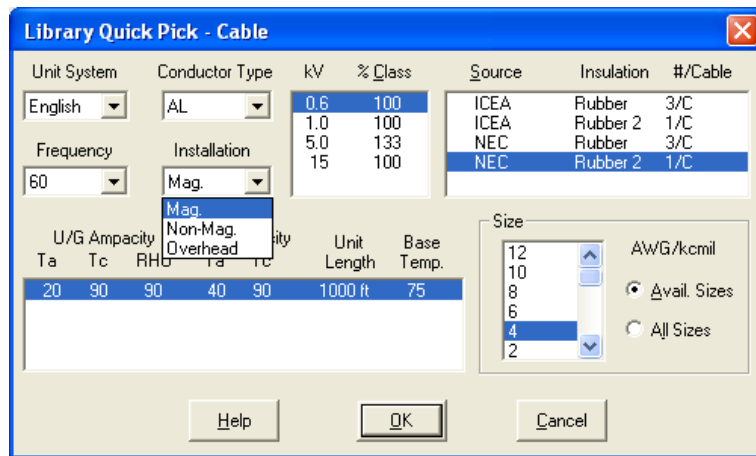 Library Quick Pick - Cable
Unit System Conductor Type kV % Class Source Insulation #/Cable
English AL
0.6 100
1.0 100
5.0 133
15 100
ICEA Rubber 3/C
ICEA Rubber 2 1/C
NEC Rubber 3/C
NEC Rubber 2 1/C
Frequency Installation
60 Mag.
Mag.
Non-Mag.
Overhead
U/G Ampacity Unit Base
Ta Tc RHO Ta Tc Length Temp.
20 90 90 40 90 1000 ft 75
Size
12
10
8
6
4
2
AWG/kcmil
Avail. Sizes
All Sizes
Help OK Cancel